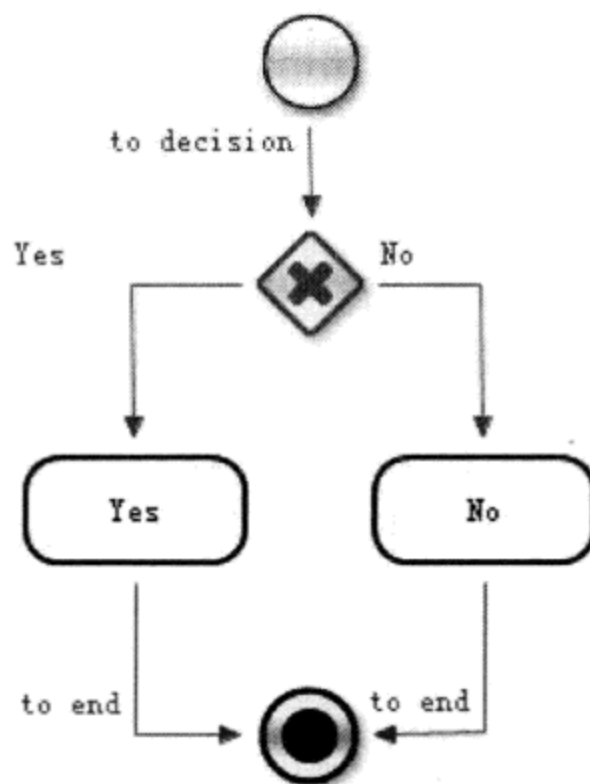 to decision
Yes
No
Yes
No
to end
to end